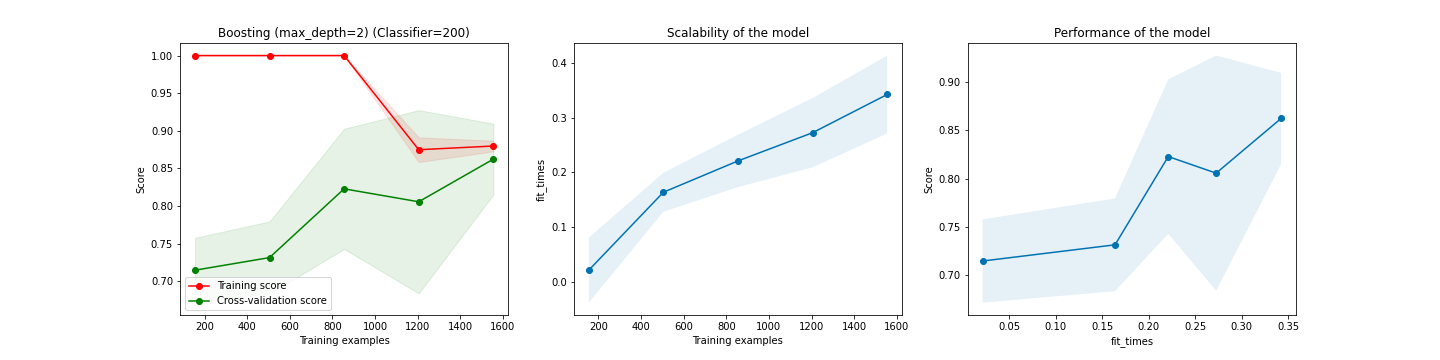 Boosting (max_depth=2) (Classifier=200)
1.00
0.95
0.90
0.85
0.80
0.75
0.70
Score
Training score
Cross-validation score
200 400 600 800 1000 1200 1400 1600
Training examples
Scalability of the model
0.4
0.3
0.2
0.1
0.0
fit_times
200 400 600 800 1000 1200 1400 1600
Training examples
Performance of the model
0.90
0.85
0.80
0.75
0.70
Score
0.05 0.10 0.15 0.20 0.25 0.30 0.35
fit_times